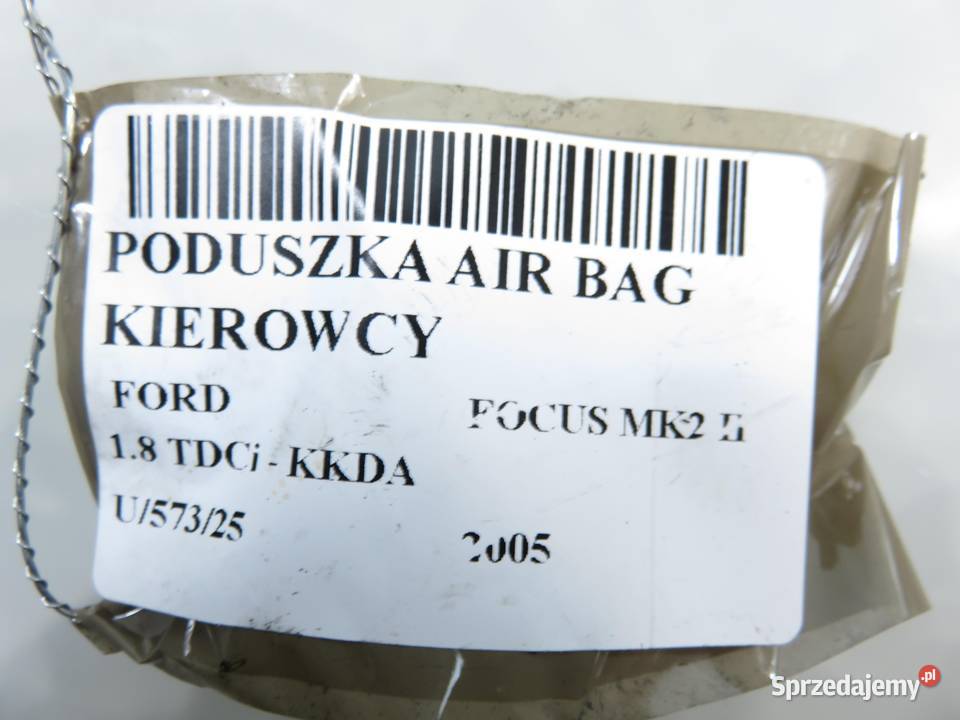 PODUSZKA AIR BAG
KIEROWCY
FORD FOCUS MK2 II
1.8 TDCi - KKDA
U/573/25 2005
Sprzedajemy.pl